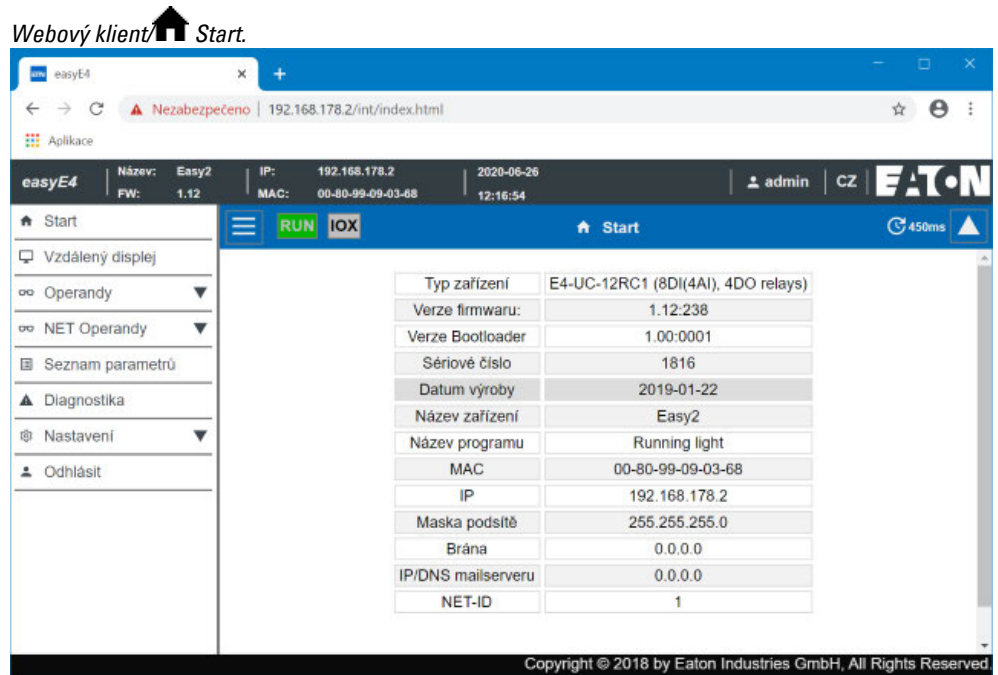 Webový klient/ Start.
easyE4
Nezabezpečeno | 192.168.178.2/int/index.html
Aplikace
easyE4 Název: Easy2 IP: 192.168.178.2 2020-06-26 admin CZ EATON
FW: 1.12 MAC: 00-80-99-09-03-68 12:16:54
Start
RUN IOX Start 450ms
Vzdálený displej
Operandy
NET Operandy
Seznam parametrů
Diagnostika
Nastavení
Odhlásit
Typ zařízení E4-UC-12RC1 (8DI(4AI), 4DO relays)
Verze firmwaru: 1.12:238
Verze Bootloader 1.00:0001
Sériové číslo 1816
Datum výroby 2019-01-22
Název zařízení Easy2
Název programu Running light
MAC 00-80-99-09-03-68
IP 192.168.178.2
Maska podsítě 255.255.255.0
Brána 0.0.0.0
IP/DNS mailserveru 0.0.0.0
NET-ID 1
Copyright © 2018 by Eaton Industries GmbH, All Rights Reserved.